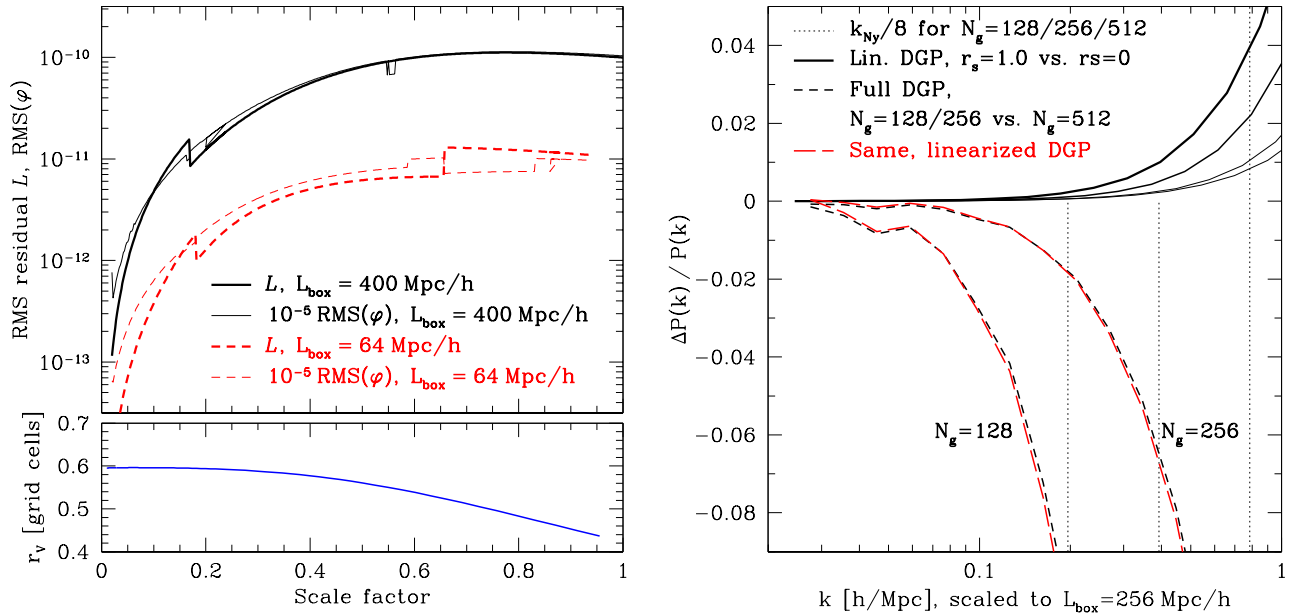 RMS residual L, RMS(φ)
10⁻¹⁰
10⁻¹¹
10⁻¹²
10⁻¹³
L, L_box = 400 Mpc/h
10⁻⁵ RMS(φ), L_box = 400 Mpc/h
L, L_box = 64 Mpc/h
10⁻⁵ RMS(φ), L_box = 64 Mpc/h
r_V [grid cells]
0.7
0.6
0.5
0.4
0 0.2 0.4 0.6 0.8 1
Scale factor
ΔP(k) / P(k)
0.04
0.02
0
−0.02
−0.04
−0.06
−0.08
k_Ny/8 for N_g=128/256/512
Lin. DGP, r_s=1.0 vs. rs=0
Full DGP,
N_g=128/256 vs. N_g=512
Same, linearized DGP
N_g=128
N_g=256
0.1 1
k [h/Mpc], scaled to L_box=256 Mpc/h